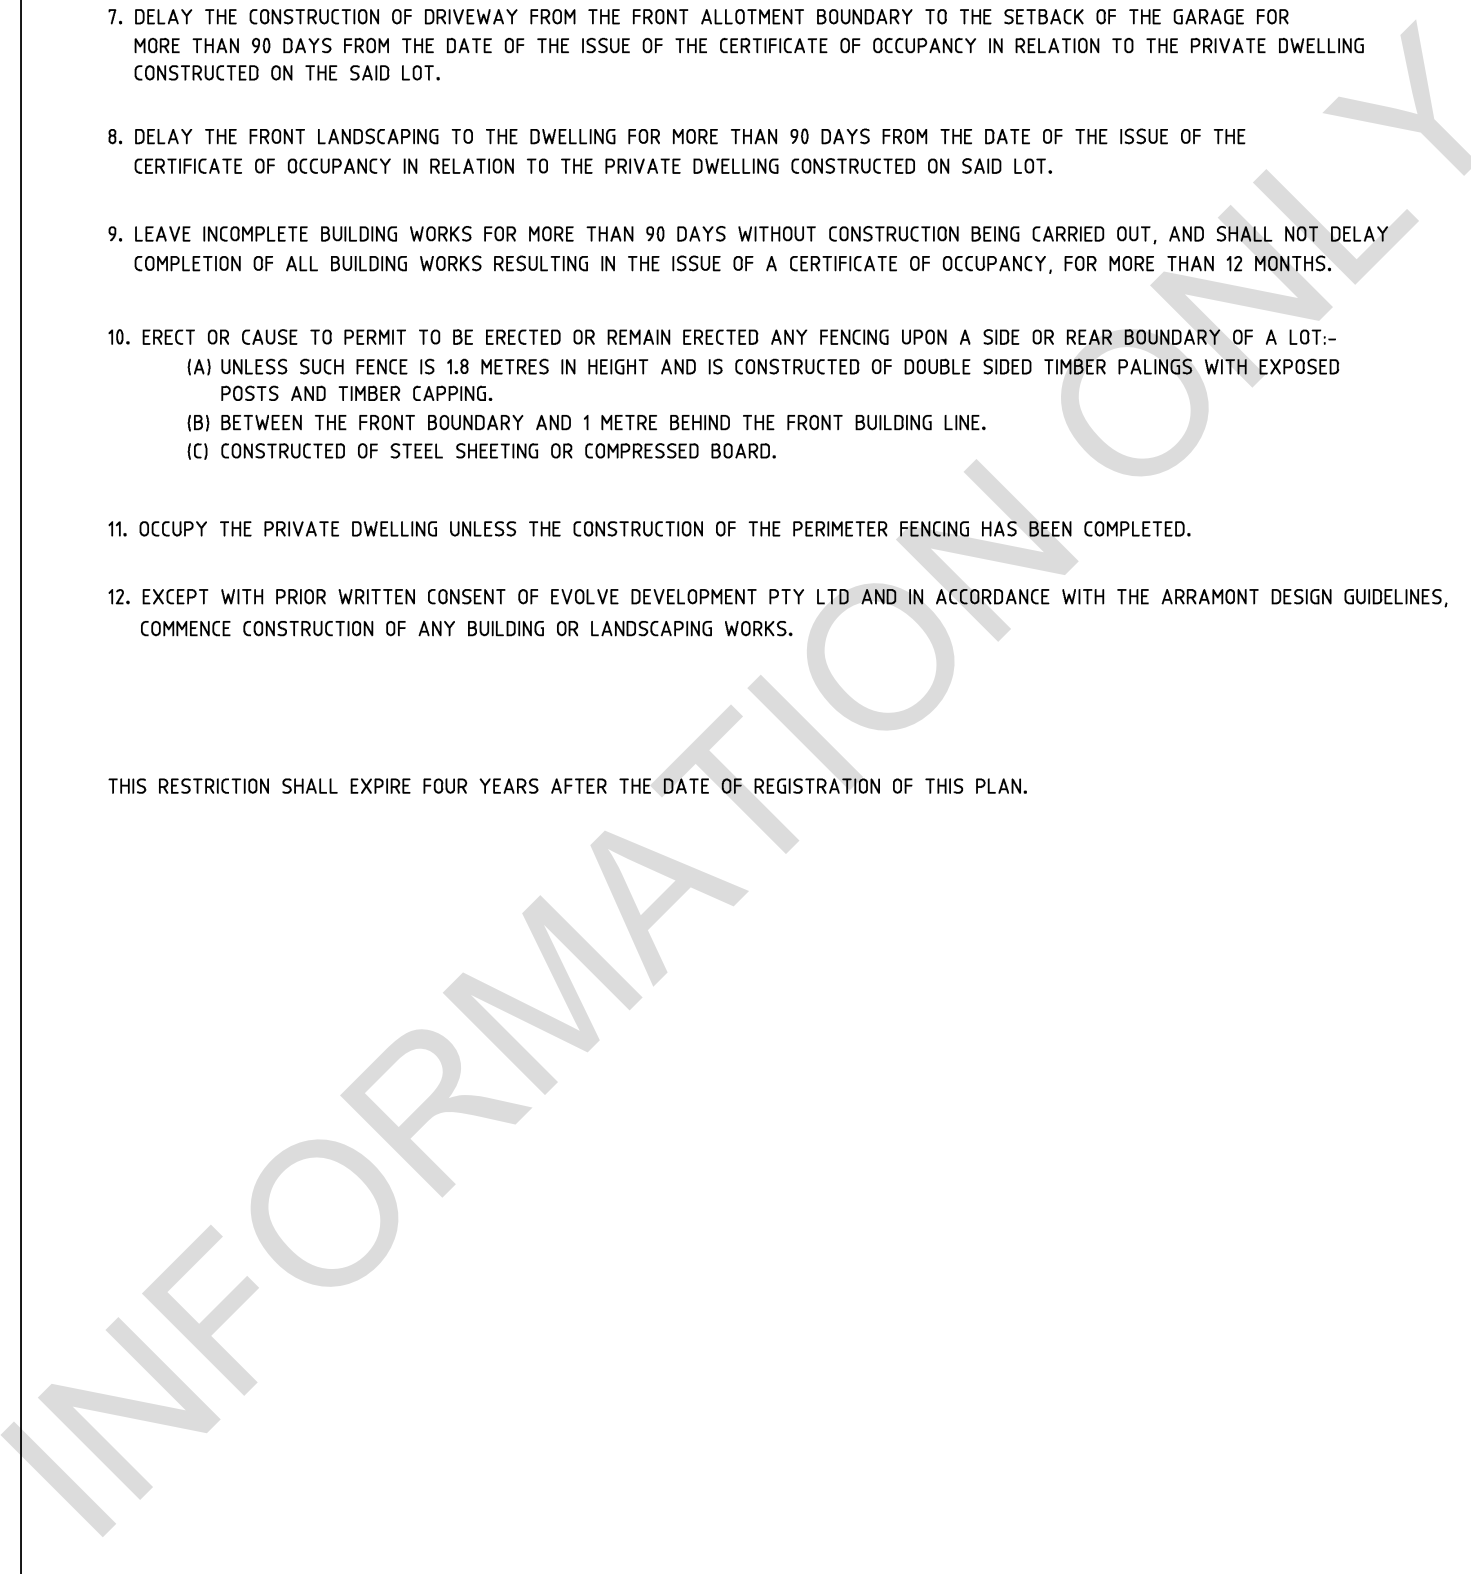 7. DELAY THE CONSTRUCTION OF DRIVEWAY FROM THE FRONT ALLOTMENT BOUNDARY TO THE SETBACK OF THE GARAGE FOR
MORE THAN 90 DAYS FROM THE DATE OF THE ISSUE OF THE CERTIFICATE OF OCCUPANCY IN RELATION TO THE PRIVATE DWELLING
CONSTRUCTED ON THE SAID LOT.
8. DELAY THE FRONT LANDSCAPING TO THE DWELLING FOR MORE THAN 90 DAYS FROM THE DATE OF THE ISSUE OF THE
CERTIFICATE OF OCCUPANCY IN RELATION TO THE PRIVATE DWELLING CONSTRUCTED ON SAID LOT.
9. LEAVE INCOMPLETE BUILDING WORKS FOR MORE THAN 90 DAYS WITHOUT CONSTRUCTION BEING CARRIED OUT, AND SHALL NOT DELAY
COMPLETION OF ALL BUILDING WORKS RESULTING IN THE ISSUE OF A CERTIFICATE OF OCCUPANCY, FOR MORE THAN 12 MONTHS.
10. ERECT OR CAUSE TO PERMIT TO BE ERECTED OR REMAIN ERECTED ANY FENCING UPON A SIDE OR REAR BOUNDARY OF A LOT:-
(A) UNLESS SUCH FENCE IS 1.8 METRES IN HEIGHT AND IS CONSTRUCTED OF DOUBLE SIDED TIMBER PALINGS WITH EXPOSED
POSTS AND TIMBER CAPPING.
(B) BETWEEN THE FRONT BOUNDARY AND 1 METRE BEHIND THE FRONT BUILDING LINE.
(C) CONSTRUCTED OF STEEL SHEETING OR COMPRESSED BOARD.
11. OCCUPY THE PRIVATE DWELLING UNLESS THE CONSTRUCTION OF THE PERIMETER FENCING HAS BEEN COMPLETED.
12. EXCEPT WITH PRIOR WRITTEN CONSENT OF EVOLVE DEVELOPMENT PTY LTD AND IN ACCORDANCE WITH THE ARRAMONT DESIGN GUIDELINES,
COMMENCE CONSTRUCTION OF ANY BUILDING OR LANDSCAPING WORKS.
THIS RESTRICTION SHALL EXPIRE FOUR YEARS AFTER THE DATE OF REGISTRATION OF THIS PLAN.
INFORMATION ONLY